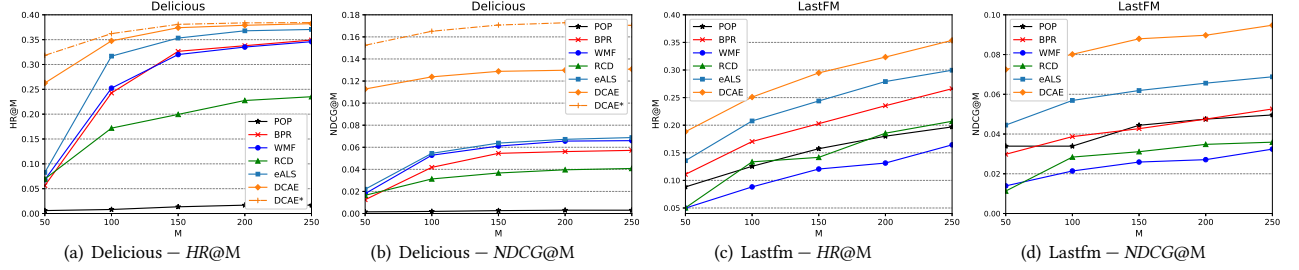 Delicious
HR@M
0.40
0.35
0.30
0.25
0.20
0.15
0.10
0.05
0.00
50
100
150
200
250
M
POP
BPR
WMF
RCD
eALS
DCAE
DCAE*
(a) Delicious — HR@M
Delicious
NDCG@M
0.18
0.16
0.14
0.12
0.10
0.08
0.06
0.04
0.02
0.00
50
100
150
200
250
M
POP
BPR
WMF
RCD
eALS
DCAE
DCAE*
(b) Delicious — NDCG@M
LastFM
HR@M
0.40
0.35
0.30
0.25
0.20
0.15
0.10
0.05
50
100
150
200
250
M
POP
BPR
WMF
RCD
eALS
DCAE
(c) Lastfm — HR@M
LastFM
NDCG@M
0.10
0.08
0.06
0.04
0.02
0.00
50
100
150
200
250
M
POP
BPR
WMF
RCD
eALS
DCAE
(d) Lastfm — NDCG@M